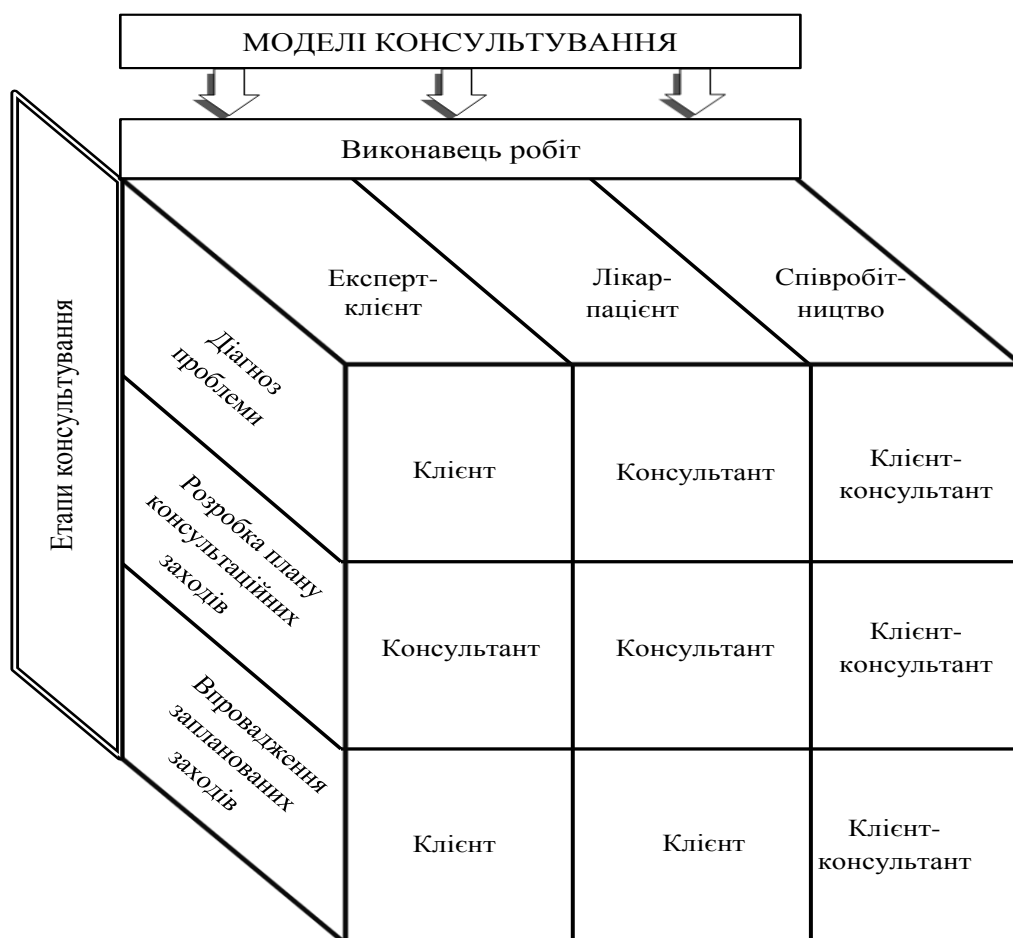 МОДЕЛІ КОНСУЛЬТУВАННЯ
Виконавець робіт
Експерт-
клієнт
Лікар-
пацієнт
Співробіт-
ництво
Етапи консультування
Діагноз
проблеми
Клієнт
Консультант
Клієнт-
консультант
Розробка плану
консультаційних
заходів
Консультант
Консультант
Клієнт-
консультант
Впровадження
запланованих
заходів
Клієнт
Клієнт
Клієнт-
консультант